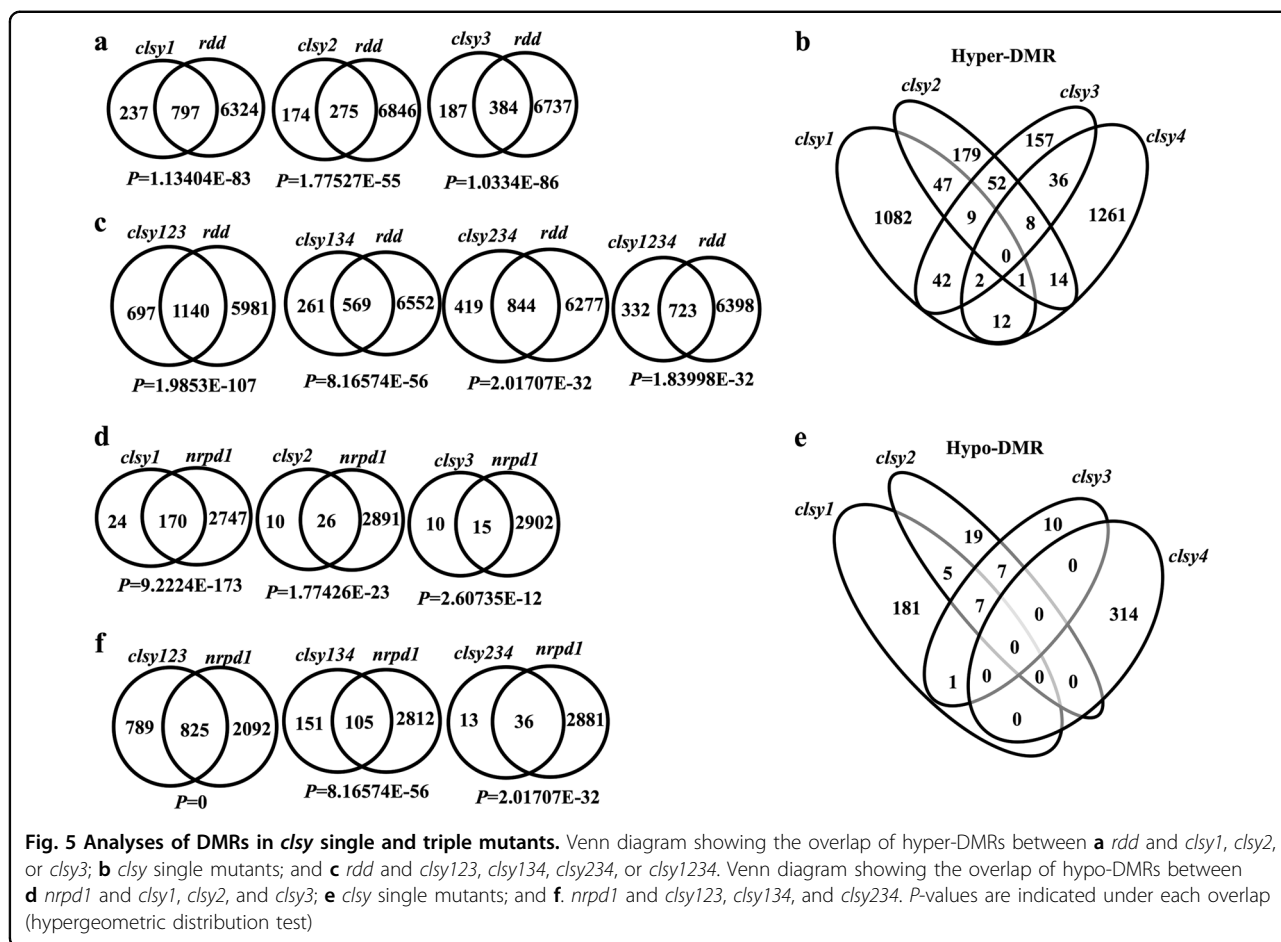 a
clsy1 rdd
237 797 6324
P=1.13404E-83
clsy2 rdd
174 275 6846
P=1.77527E-55
clsy3 rdd
187 384 6737
P=1.0334E-86
b
Hyper-DMR
clsy1
clsy2
clsy3
clsy4
179 157
47 52 36
1082 9 8 1261
0
42 2 1 14
12
c
clsy123 rdd
697 1140 5981
P=1.9853E-107
clsy134 rdd
261 569 6552
P=8.16574E-56
clsy234 rdd
419 844 6277
P=2.01707E-32
clsy1234 rdd
332 723 6398
P=1.83998E-32
d
clsy1 nrpd1
24 170 2747
P=9.2224E-173
clsy2 nrpd1
10 26 2891
P=1.77426E-23
clsy3 nrpd1
10 15 2902
P=2.60735E-12
e
Hypo-DMR
clsy1
clsy2
clsy3
clsy4
19 10
5 7 0
181 7 0 314
0
1 0 0 0
0
f
clsy123 nrpd1
789 825 2092
P=0
clsy134 nrpd1
151 105 2812
P=8.16574E-56
clsy234 nrpd1
13 36 2881
P=2.01707E-32
Fig. 5 Analyses of DMRs in clsy single and triple mutants. Venn diagram showing the overlap of hyper-DMRs between a rdd and clsy1, clsy2,
or clsy3; b clsy single mutants; and c rdd and clsy123, clsy134, clsy234, or clsy1234. Venn diagram showing the overlap of hypo-DMRs between
d nrpd1 and clsy1, clsy2, and clsy3; e clsy single mutants; and f. nrpd1 and clsy123, clsy134, and clsy234. P-values are indicated under each overlap
(hypergeometric distribution test)